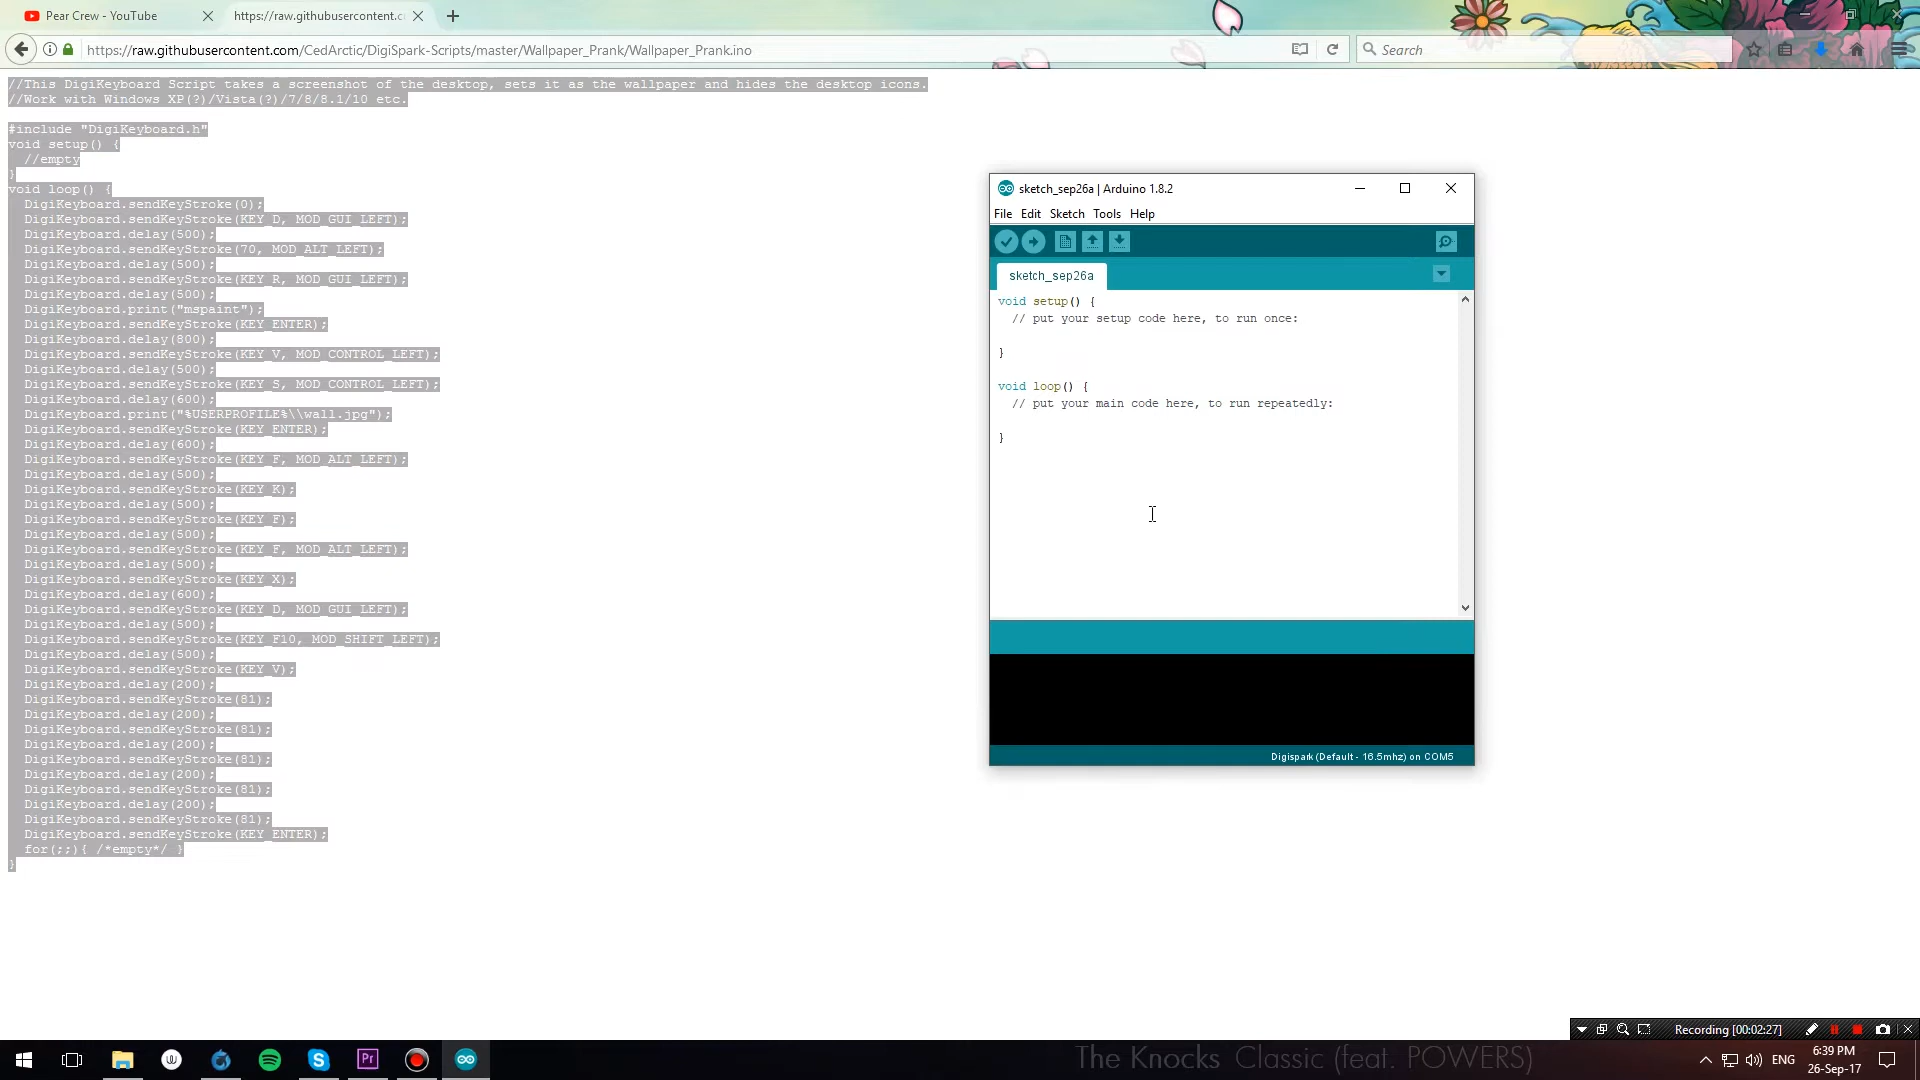 Pear Crew - YouTube
https://raw.githubusercontent.c
https://raw.githubusercontent.com/CedArctic/DigiSpark-Scripts/master/Wallpaper_Prank/Wallpaper_Prank.ino
Search
//This DigiKeyboard Script takes a screenshot of the desktop, sets it as the wallpaper and hides the desktop icons.
//Work with Windows XP(?)/Vista(?)/7/8/8.1/10 etc.
#include "DigiKeyboard.h"
void setup() {
  //empty
}
void loop() {
  DigiKeyboard.sendKeyStroke(0);
  DigiKeyboard.sendKeyStroke(KEY_D, MOD_GUI_LEFT);
  DigiKeyboard.delay(500);
  DigiKeyboard.sendKeyStroke(70, MOD_ALT_LEFT);
  DigiKeyboard.delay(500);
  DigiKeyboard.sendKeyStroke(KEY_R, MOD_GUI_LEFT);
  DigiKeyboard.delay(500);
  DigiKeyboard.print("mspaint");
  DigiKeyboard.sendKeyStroke(KEY_ENTER);
  DigiKeyboard.delay(800);
  DigiKeyboard.sendKeyStroke(KEY_V, MOD_CONTROL_LEFT);
  DigiKeyboard.delay(500);
  DigiKeyboard.sendKeyStroke(KEY_S, MOD_CONTROL_LEFT);
  DigiKeyboard.delay(600);
  DigiKeyboard.print("%USERPROFILE%\\wall.jpg");
  DigiKeyboard.sendKeyStroke(KEY_ENTER);
  DigiKeyboard.delay(600);
  DigiKeyboard.sendKeyStroke(KEY_F, MOD_ALT_LEFT);
  DigiKeyboard.delay(500);
  DigiKeyboard.sendKeyStroke(KEY_K);
  DigiKeyboard.delay(500);
  DigiKeyboard.sendKeyStroke(KEY_F);
  DigiKeyboard.delay(500);
  DigiKeyboard.sendKeyStroke(KEY_F, MOD_ALT_LEFT);
  DigiKeyboard.delay(500);
  DigiKeyboard.sendKeyStroke(KEY_X);
  DigiKeyboard.delay(600);
  DigiKeyboard.sendKeyStroke(KEY_D, MOD_GUI_LEFT);
  DigiKeyboard.delay(500);
  DigiKeyboard.sendKeyStroke(KEY_F10, MOD_SHIFT_LEFT);
  DigiKeyboard.delay(500);
  DigiKeyboard.sendKeyStroke(KEY_V);
  DigiKeyboard.delay(200);
  DigiKeyboard.sendKeyStroke(81);
  DigiKeyboard.delay(200);
  DigiKeyboard.sendKeyStroke(81);
  DigiKeyboard.delay(200);
  DigiKeyboard.sendKeyStroke(81);
  DigiKeyboard.delay(200);
  DigiKeyboard.sendKeyStroke(81);
  DigiKeyboard.delay(200);
  DigiKeyboard.sendKeyStroke(81);
  DigiKeyboard.sendKeyStroke(KEY_ENTER);
  for(;;){ /*empty*/ }
}
sketch_sep26a | Arduino 1.8.2
File Edit Sketch Tools Help
sketch_sep26a
void setup() {
  // put your setup code here, to run once:
}
void loop() {
  // put your main code here, to run repeatedly:
}
Digispark (Default - 16.5mhz) on COM5
Recording [00:02:27]
Pr
The Knocks Classic (feat. POWERS)
ENG
6:39 PM
26-Sep-17